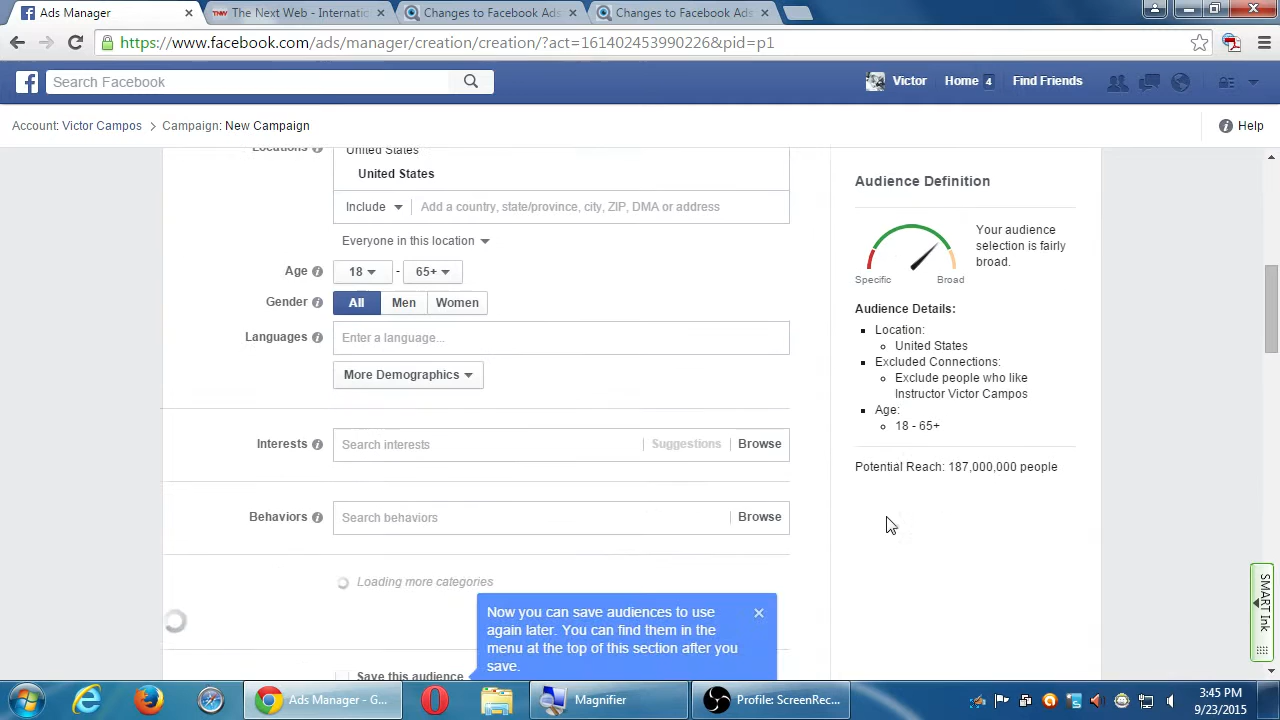 Ads Manager
The Next Web - Internatio
Changes to Facebook Ads
Changes to Facebook Ads
https://www.facebook.com/ads/manager/creation/creation/?act=161402453990226&pid=p1
Search Facebook
Victor
Home 4
Find Friends
Account: Victor Campos
Campaign: New Campaign
Help
Locations
United States
United States
Include
Add a country, state/province, city, ZIP, DMA or address
Everyone in this location
Age
18 - 65+
Gender
All Men Women
Languages
Enter a language...
More Demographics
Interests
Search interests
Suggestions
Browse
Behaviors
Search behaviors
Browse
Loading more categories
Now you can save audiences to use
again later. You can find them in the
menu at the top of this section after you
save.
Save this audience
Audience Definition
Your audience
selection is fairly
broad.
Specific
Broad
Audience Details:
Location:
United States
Excluded Connections:
Exclude people who like
Instructor Victor Campos
Age:
18 - 65+
Potential Reach: 187,000,000 people
SMART Ink
Ads Manager - G...
Magnifier
Profile: ScreenRec...
3:45 PM
9/23/2015